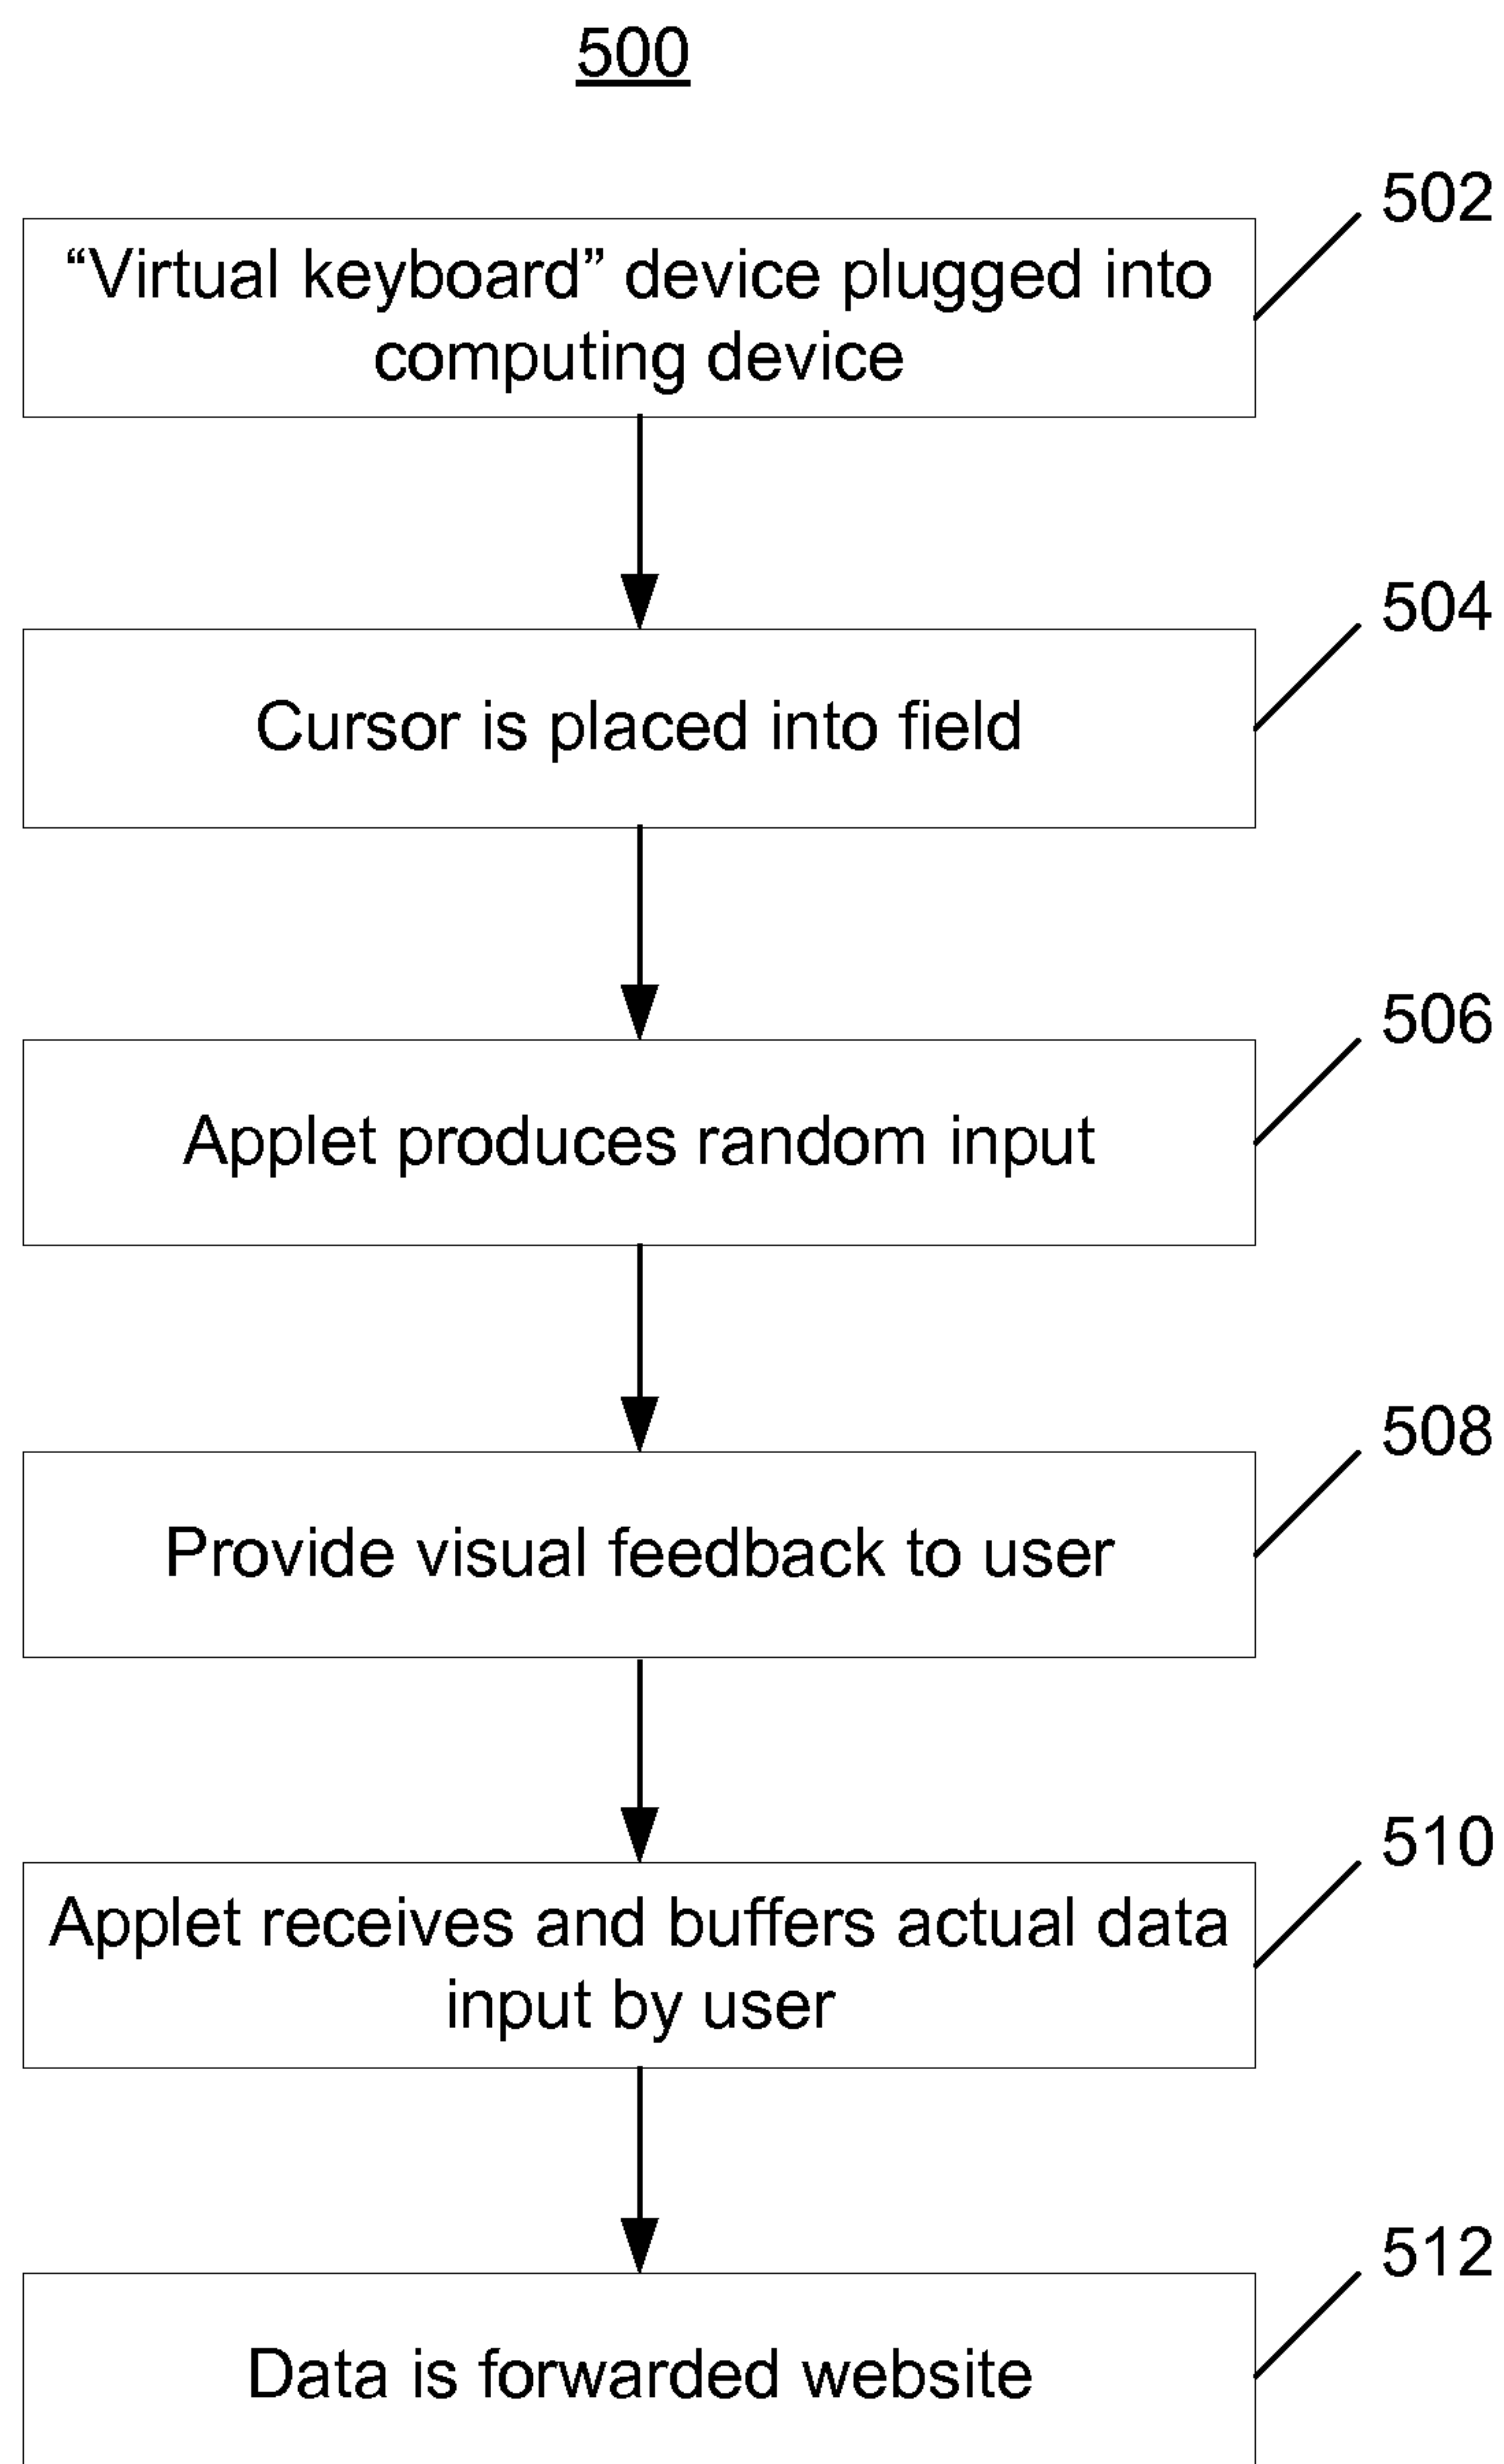 500
502
“Virtual keyboard” device plugged into
computing device
504
Cursor is placed into field
506
Applet produces random input
508
Provide visual feedback to user
510
Applet receives and buffers actual data
input by user
512
Data is forwarded website